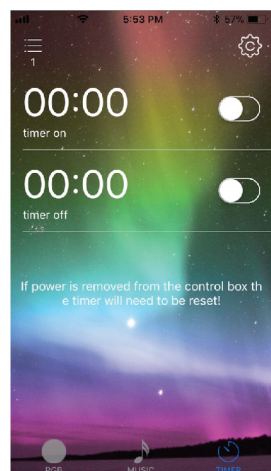 5:53 PM
57%
1
00:00
timer on
00:00
timer off
If power is removed from the control box th
e timer will need to be reset!
RGB
MUSIC
TIMER